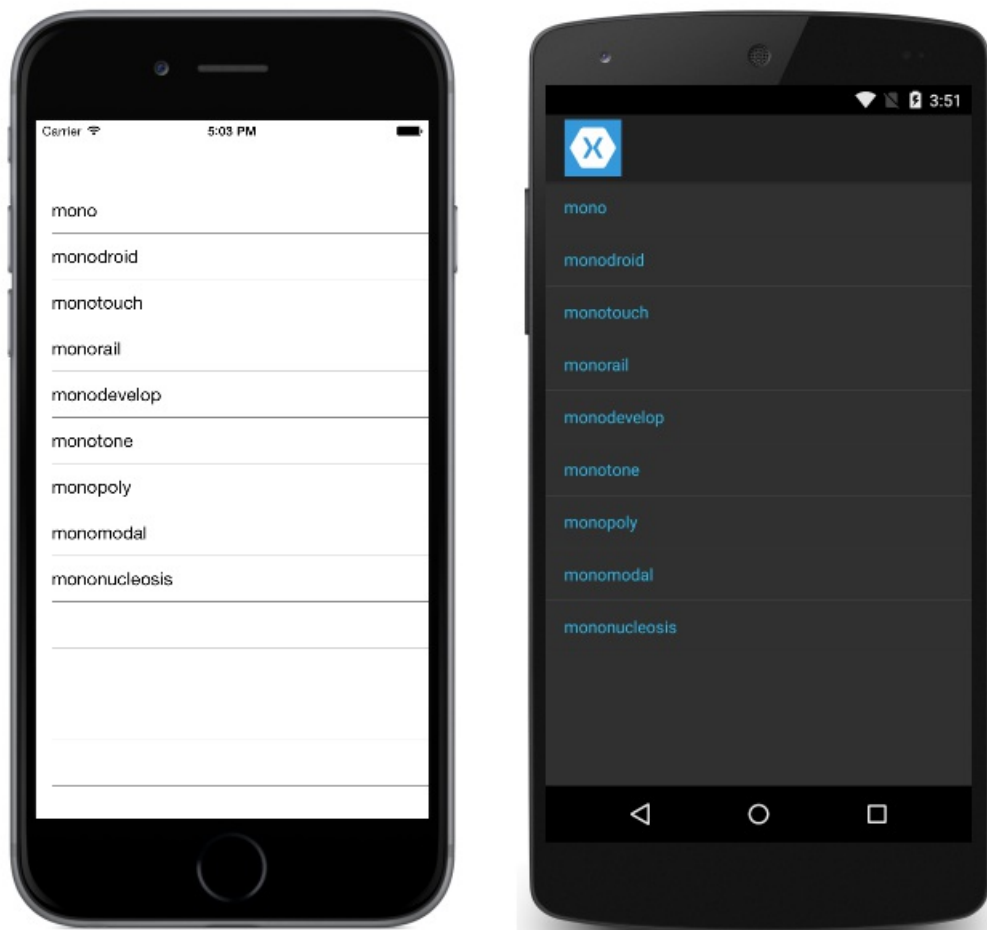 Carrier
5:03 PM
mono
monodroid
monotouch
monorail
monodevelop
monotone
monopoly
monomodal
mononucleosis
3:51
X
mono
monodroid
monotouch
monorail
monodevelop
monotone
monopoly
monomodal
mononucleosis